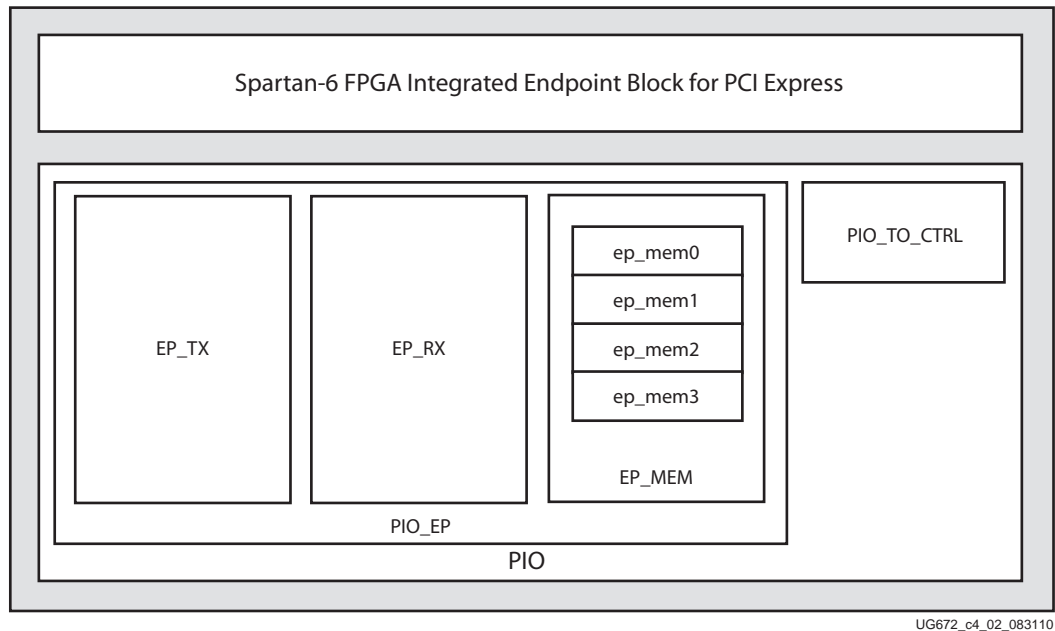 Spartan-6 FPGA Integrated Endpoint Block for PCI Express
PIO_TO_CTRL
ep_mem0
ep_mem1
EP_TX
EP_RX
ep_mem2
ep_mem3
EP_MEM
PIO_EP
PIO
UG672_c4_02_083110